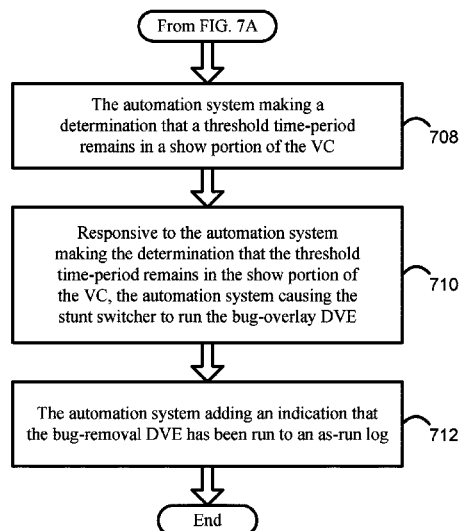 From FIG. 7A
The automation system making a
determination that a threshold time-period
remains in a show portion of the VC
708
Responsive to the automation system
making the determination that the threshold
time-period remains in the show portion of
the VC, the automation system causing the
stunt switcher to run the bug-overlay DVE
710
The automation system adding an indication that
the bug-removal DVE has been run to an as-run log
712
End